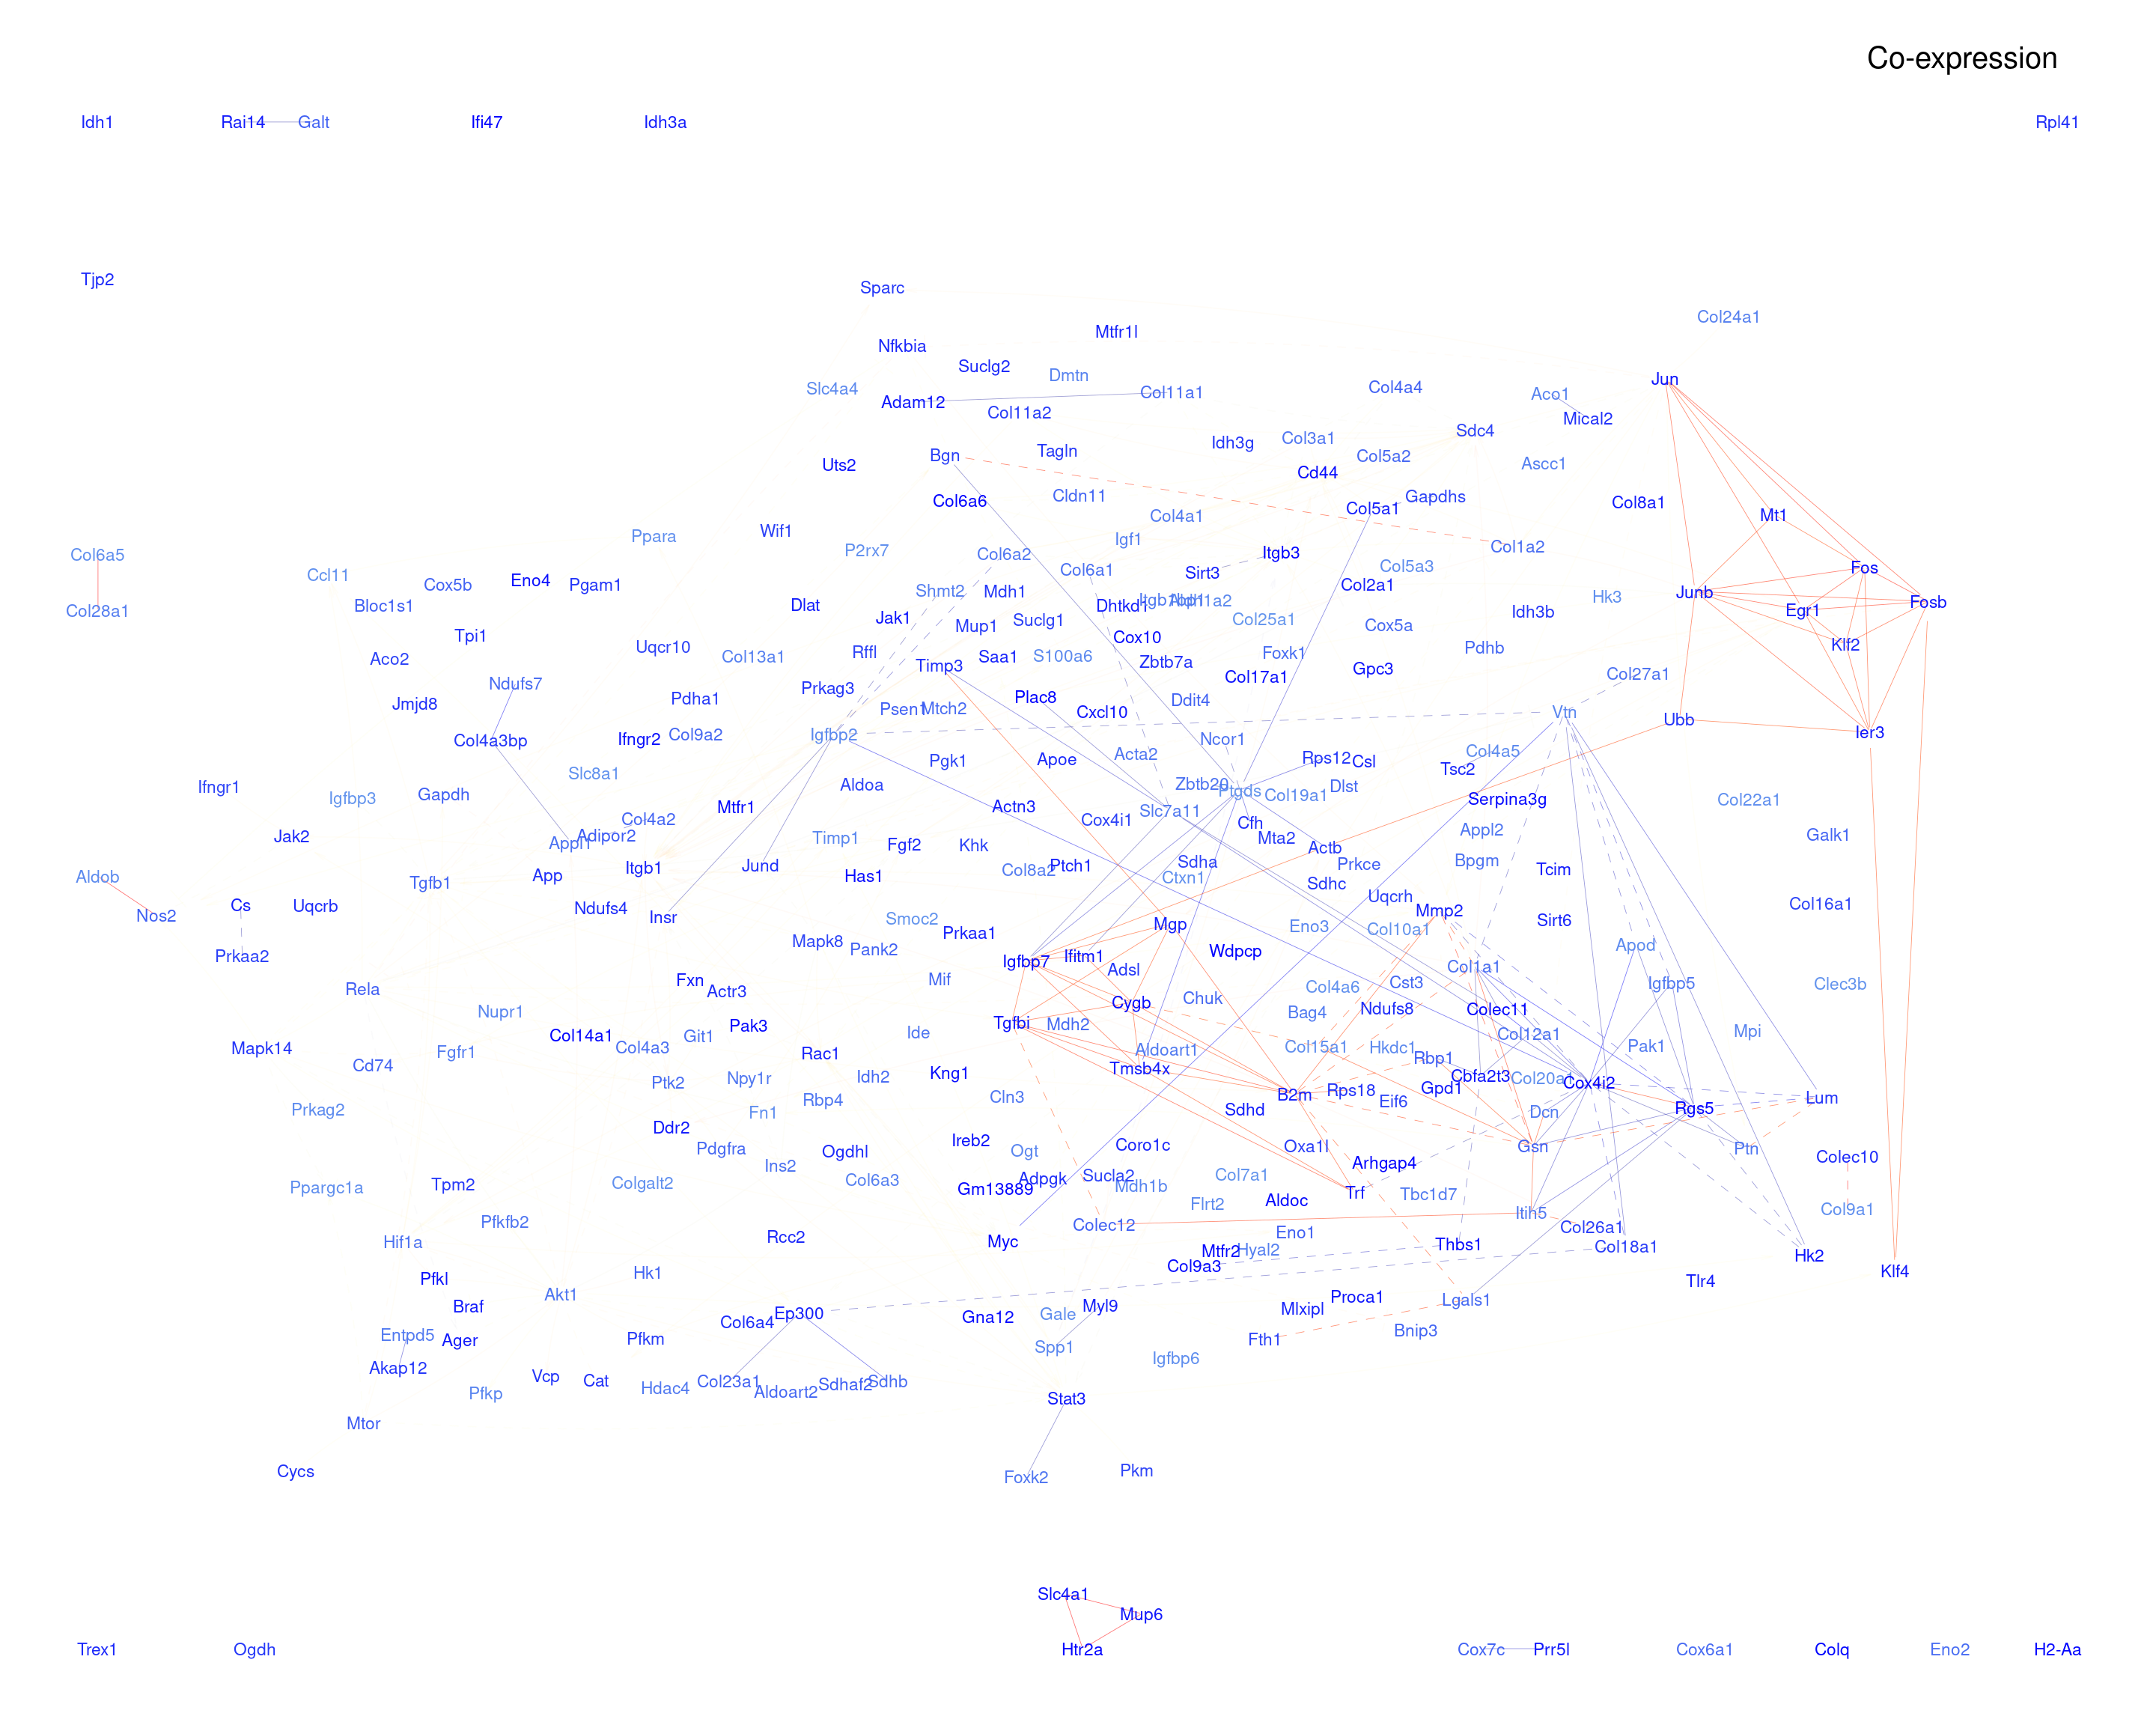 Co-expression
Idh1
Rai14
Galt
Ifi47
Idh3a
Rpl41
Tjp2
Sparc
Col24a1
Mtfr1l
Nfkbia
Suclg2
Dmtn
Jun
Slc4a4
Adam12
Col11a1
Col4a4
Aco1
Col11a2
Mical2
Sdc4
Idh3g
Col3a1
Bgn
Tagln
Col5a2
Uts2
Ascc1
Cd44
Cldn11
Gapdhs
Col6a6
Col8a1
Col5a1
Col4a1
Mt1
Wif1
Ppara
Igf1
Col1a2
P2rx7
Col6a2
Itgb3
Col6a5
Col6a1
Sirt3
Col5a3
Fos
Ccl11
Cox5b
Eno4
Pgam1
Col2a1
Shmt2
Mdh1
Junb
Hk3
Bloc1s1
Dlat
Dhtkd1
Itgb1bp1
Fosb
Col28a1
Egr1
Jak1
Suclg1
Col25a1
Idh3b
Mup1
Cox5a
Tpi1
Cox10
Uqcr10
Klf2
Pdhb
Aco2
Col13a1
Rffl
Saa1
S100a6
Zbtb7a
Foxk1
Timp3
Gpc3
Col27a1
Col17a1
Ndufs7
Prkag3
Pdha1
Plac8
Ddit4
Jmjd8
Psen1
Mtch2
Cxcl10
Vtn
Ubb
Col4a3bp
Ifngr2
Col9a2
Igfbp2
Ncor1
Ier3
Acta2
Col4a5
Pgk1
Apoe
Rps12
Csl
Tsc2
Slc8a1
Ifngr1
Aldoa
Zbtb20
Dlst
Igfbp3
Gapdh
Ptgds
Col19a1
Serpina3g
Col22a1
Mtfr1
Actn3
Slc7a11
Col4a2
Cox4i1
Cfh
Jak2
Adipor2
Timp1
Mta2
Appl2
Galk1
Appl1
Fgf2
Khk
Actb
Itgb1
Jund
Ptch1
Sdha
Prkce
Bpgm
Col8a2
Tcim
Aldob
App
Has1
Ctxn1
Tgfb1
Sdhc
Uqcrh
Cs
Uqcrb
Ndufs4
Col16a1
Nos2
Insr
Smoc2
Mmp2
Mgp
Eno3
Col10a1
Sirt6
Prkaa1
Mapk8
Pank2
Apod
Wdpcp
Prkaa2
Igfbp7
Ifitm1
Adsl
Col1a1
Fxn
Mif
Cst3
Igfbp5
Clec3b
Rela
Actr3
Col4a6
Cygb
Chuk
Ndufs8
Colec11
Nupr1
Bag4
Tgfbi
Mdh2
Pak3
Ide
Mpi
Col14a1
Git1
Col12a1
Mapk14
Col4a3
Aldoart1
Col15a1
Hkdc1
Pak1
Fgfr1
Rac1
Rbp1
Cd74
Tmsb4x
Kng1
Idh2
Npy1r
Cbfa2t3
Ptk2
Cox4i2
Gpd1
Rps18
B2m
Cln3
Lum
Rbp4
Eif6
Prkag2
Fn1
Sdhd
Dcn
Rgs5
Ddr2
Ireb2
Coro1c
Oxa1l
Gsn
Pdgfra
Ogdhl
Ogt
Ptn
Colec10
Ins2
Arhgap4
Col6a3
Adpgk
Sucla2
Col7a1
Ppargc1a
Tpm2
Colgalt2
Gm13889
Mdh1b
Trf
Tbc1d7
Flrt2
Aldoc
Col9a1
Itih5
Pfkfb2
Colec12
Col26a1
Rcc2
Hif1a
Myc
Eno1
Thbs1
Col18a1
Mtfr2
Hyal2
Hk2
Col9a3
Klf4
Hk1
Pfkl
Tlr4
Akt1
Braf
Proca1
Lgals1
Myl9
Mlxipl
Ep300
Gale
Gna12
Col6a4
Bnip3
Entpd5
Ager
Pfkm
Fth1
Spp1
Igfbp6
Akap12
Vcp
Cat
Col23a1
Sdhaf2
Sdhb
Hdac4
Pfkp
Aldoart2
Stat3
Mtor
Cycs
Pkm
Foxk2
Slc4a1
Mup6
Trex1
Ogdh
Htr2a
Cox7c
Prr5l
Cox6a1
Colq
Eno2
H2-Aa